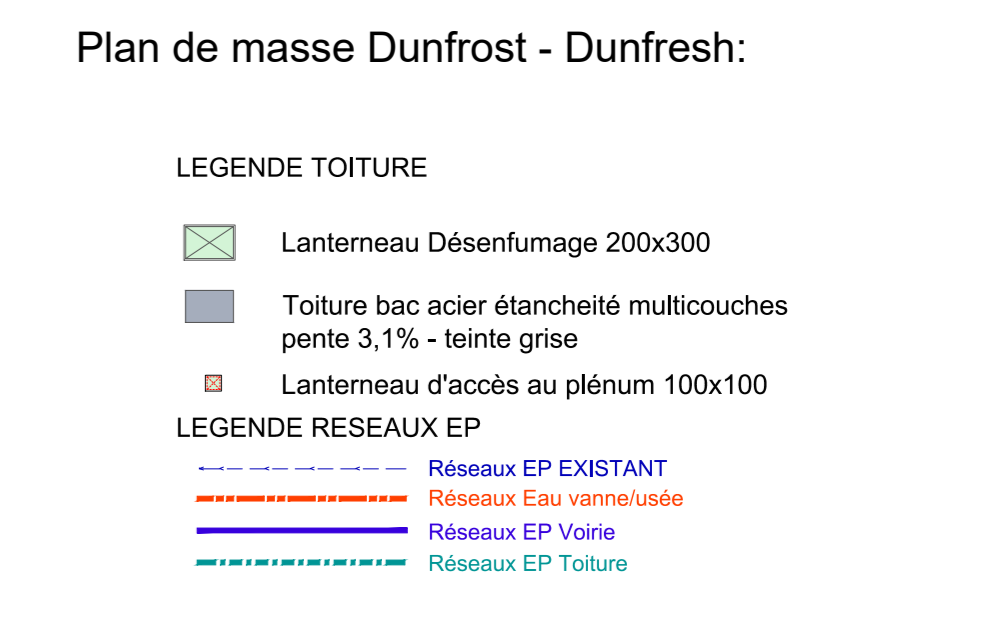 Plan de masse Dunfrost - Dunfresh:
LEGENDE TOITURE
Lanterneau Désenfumage 200x300
Toiture bac acier étancheité multicouches
pente 3,1% - teinte grise
Lanterneau d'accès au plénum 100x100
LEGENDE RESEAUX EP
Réseaux EP EXISTANT
Réseaux Eau vanne/usée
Réseaux EP Voirie
Réseaux EP Toiture